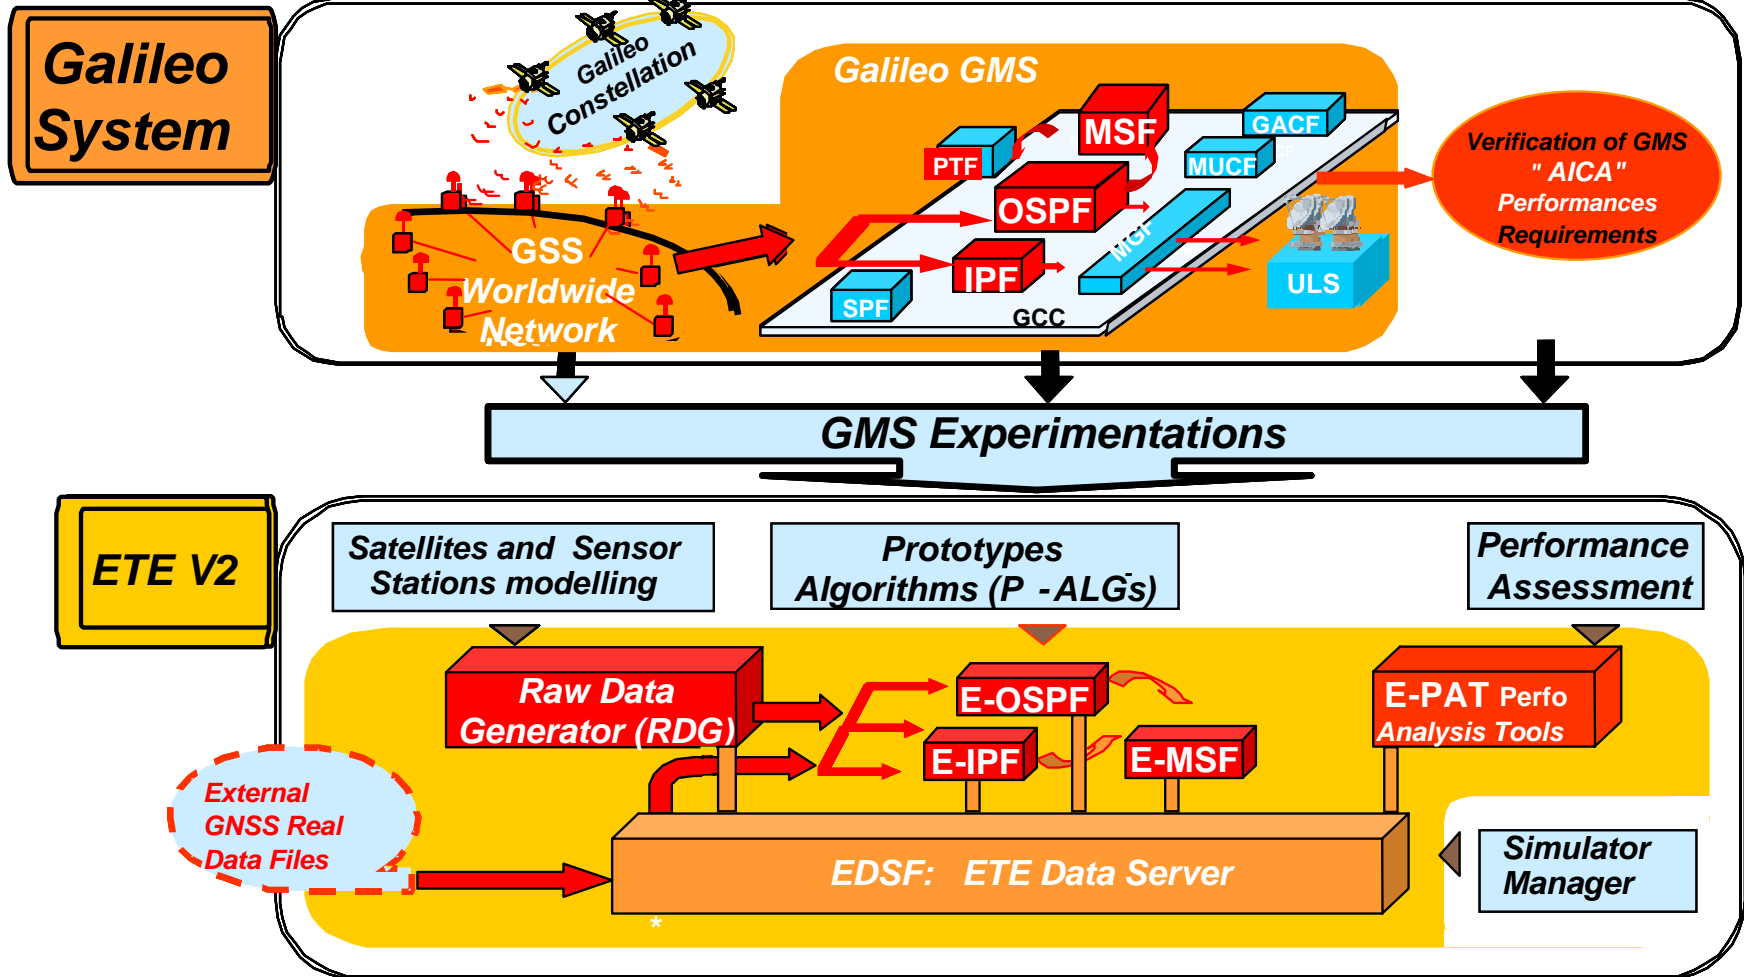 Galileo
System
Galileo
Constellation
Galileo GMS
MSF
GACF
PTF
MUCF
OSPF
MGF
IPF
SPF
GCC
ULS
GSS
Worldwide
Network
Verification of GMS
" AICA"
Performances
Requirements
GMS Experimentations
ETE V2
Satellites and Sensor
Stations modelling
Prototypes
Algorithms (P -ALG-s)
Performance
Assessment
Raw Data
Generator (RDG)
E-OSPF
E-IPF
E-MSF
E-PAT Perfo
Analysis Tools
External
GNSS Real
Data Files
EDSF: ETE Data Server
*
Simulator
Manager